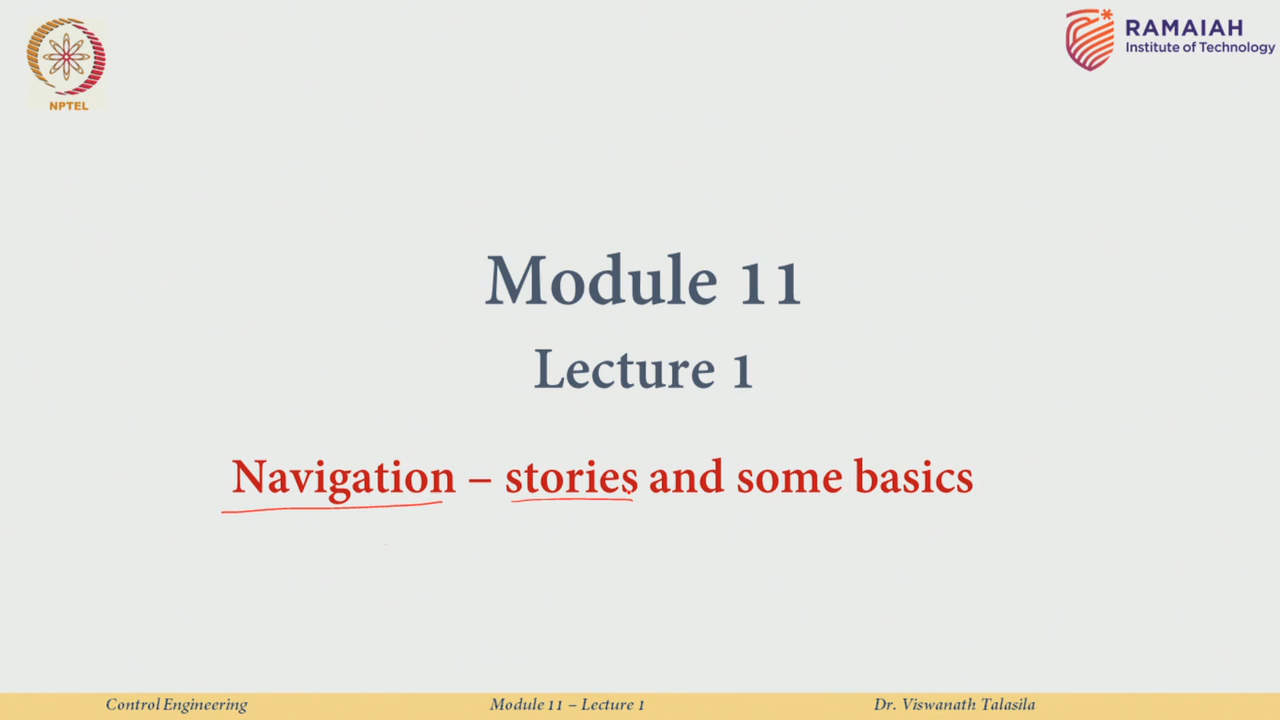 NPTEL
RAMAIAH
Institute of Technology
Module 11
Lecture 1
Navigation – stories and some basics
Control Engineering
Module 11 – Lecture 1
Dr. Viswanath Talasila